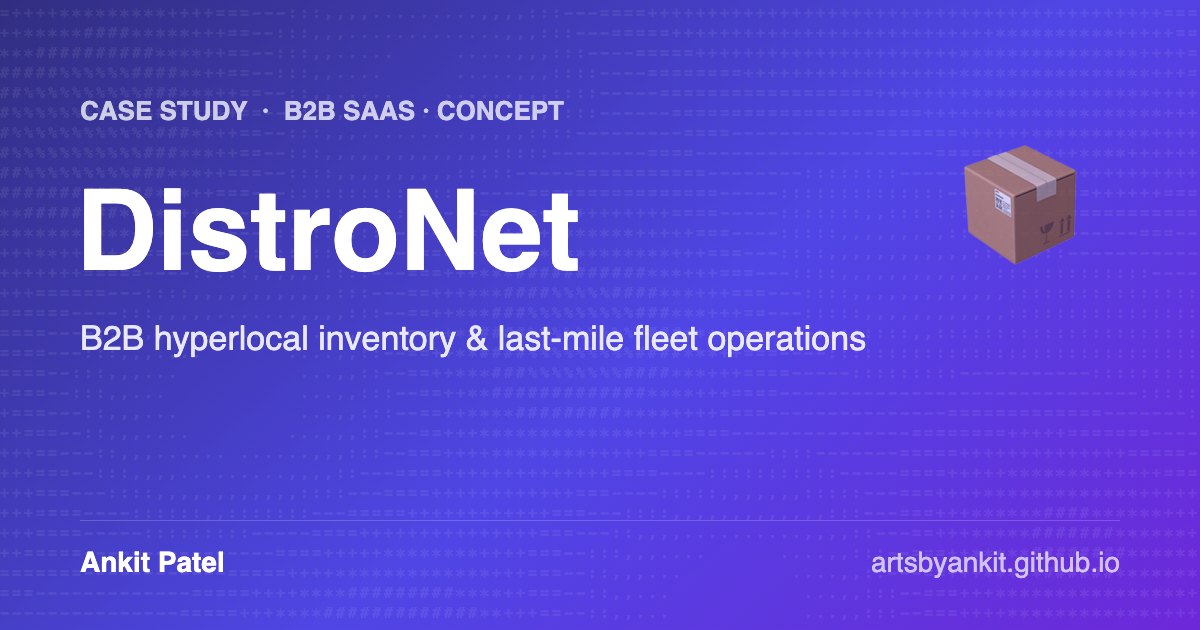 CASE STUDY · B2B SAAS · CONCEPT
DistroNet
B2B hyperlocal inventory & last-mile fleet operations
Ankit Patel
artsbyankit.github.io